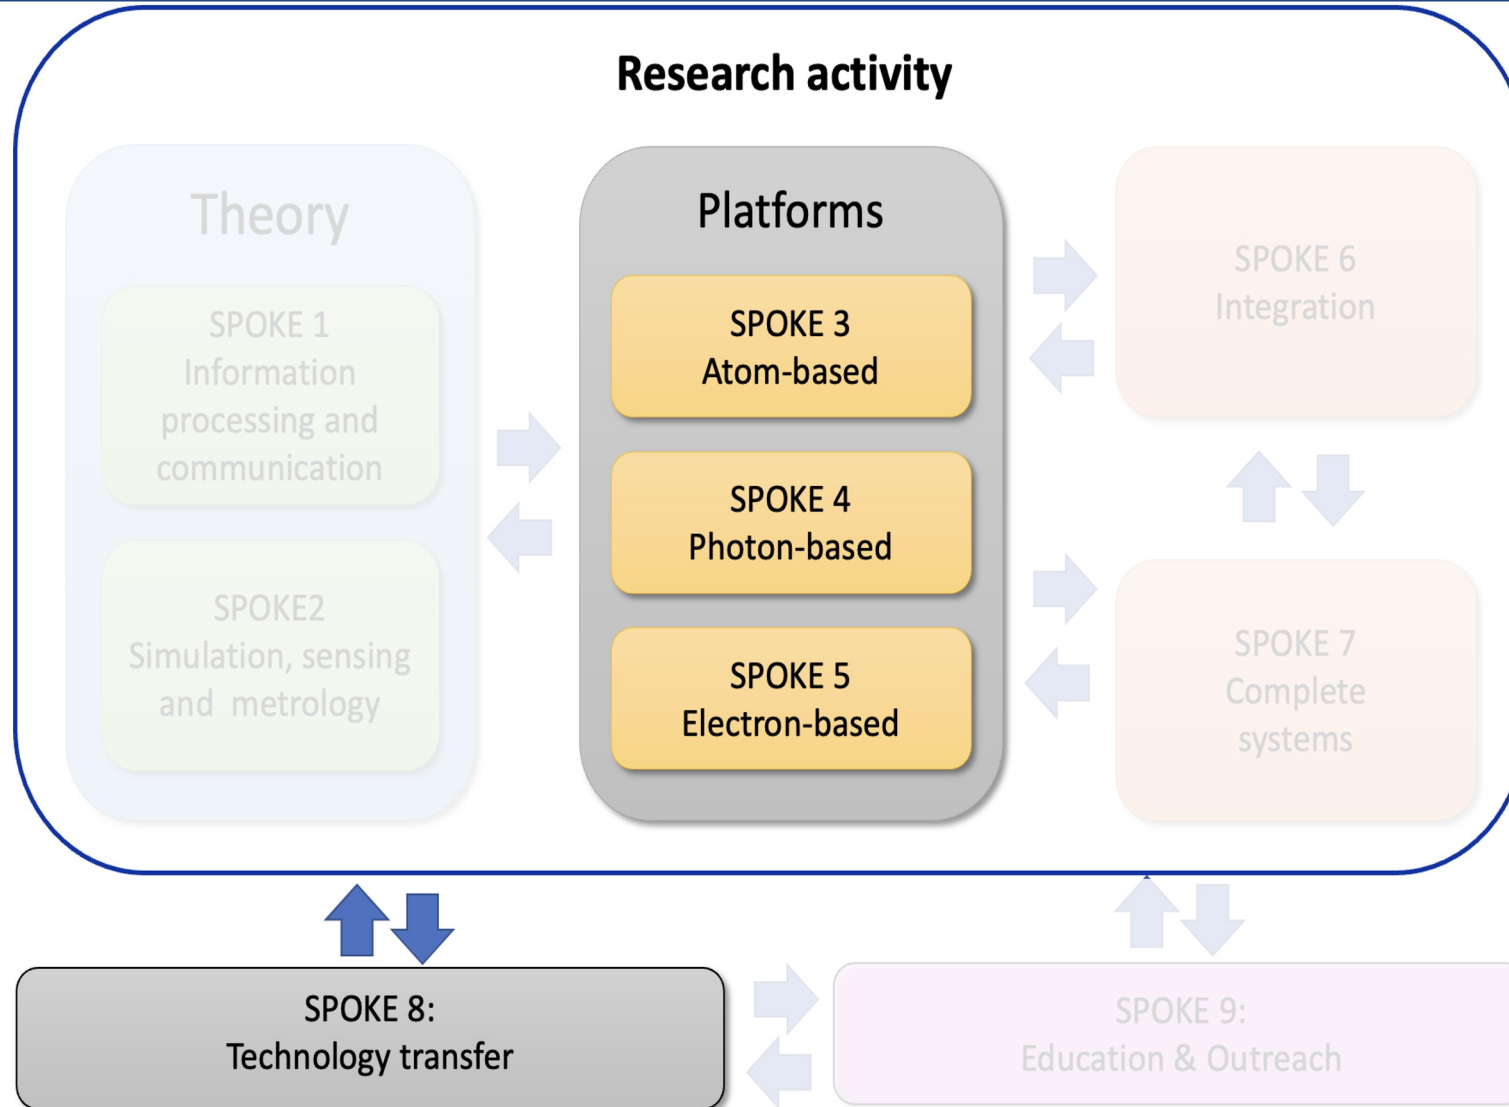 Research activity
Theory
SPOKE 1
Information
processing and
communication
SPOKE2
Simulation, sensing
and metrology
Platforms
SPOKE 3
Atom-based
SPOKE 4
Photon-based
SPOKE 5
Electron-based
SPOKE 6
Integration
SPOKE 7
Complete
systems
SPOKE 8:
Technology transfer
SPOKE 9:
Education & Outreach